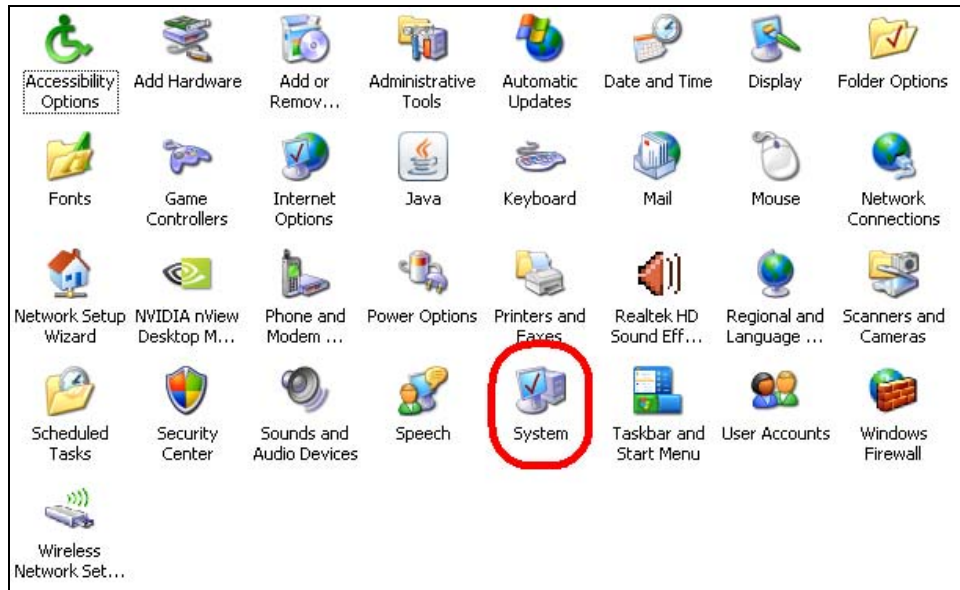 Accessibility Options
Add Hardware
Add or Remov...
Administrative Tools
Automatic Updates
Date and Time
Display
Folder Options
Fonts
Game Controllers
Internet Options
Java
Keyboard
Mail
Mouse
Network Connections
Network Setup Wizard
NVIDIA nView Desktop M...
Phone and Modem ...
Power Options
Printers and Faxes
Realtek HD Sound Eff...
Regional and Language ...
Scanners and Cameras
Scheduled Tasks
Security Center
Sounds and Audio Devices
Speech
System
Taskbar and Start Menu
User Accounts
Windows Firewall
Wireless Network Set...